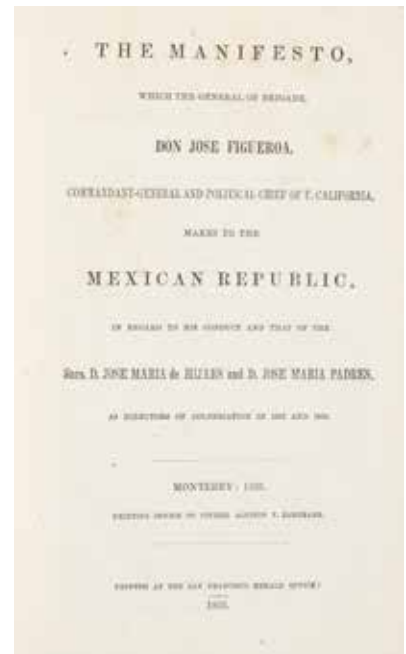 THE MANIFESTO,
WHICH THE GENERAL OF BRIGADE,
DON JOSE FIGUEROA,
COMMANDANT-GENERAL AND POLITICAL CHIEF OF U. CALIFORNIA,
MAKES TO THE
MEXICAN REPUBLIC,
IN REGARD TO HIS CONDUCT AND THAT OF THE
Snrs. D. JOSE MARIA de HIJARS and D. JOSE MARIA PADRES,
AS DIRECTORS OF COLONIZATION IN 1834 AND 1835.
MONTEREY: 1835.
PRINTING OFFICE OF CITIZEN AGUSTIN V. ZAMORANO.
PRINTED AT THE SAN FRANCISCO HERALD OFFICE:
1855.